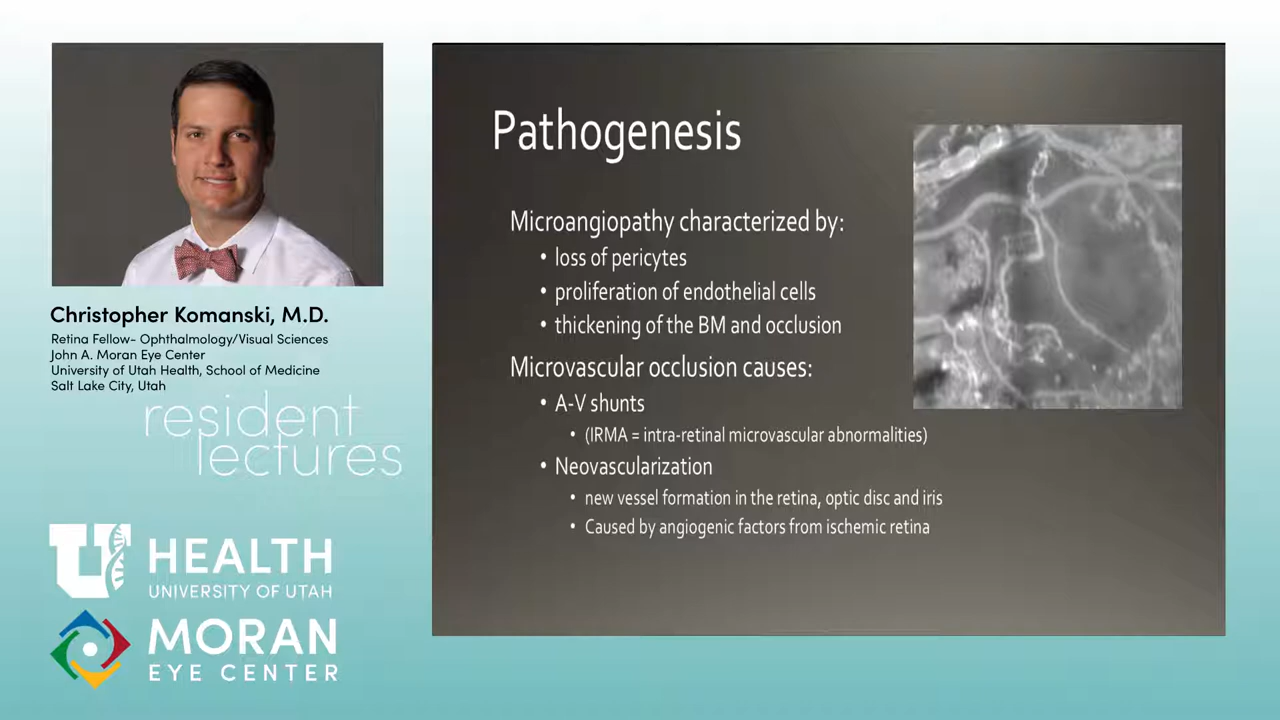 Christopher Komanski, M.D.
Retina Fellow- Ophthalmology/Visual Sciences
John A. Moran Eye Center
University of Utah Health, School of Medicine
Salt Lake City, Utah
resident
lectures
U HEALTH
UNIVERSITY OF UTAH
MORAN
EYE CENTER
Pathogenesis
Microangiopathy characterized by:
• loss of pericytes
• proliferation of endothelial cells
• thickening of the BM and occlusion
Microvascular occlusion causes:
• A-V shunts
• (IRMA = intra-retinal microvascular abnormalities)
• Neovascularization
• new vessel formation in the retina, optic disc and iris
• Caused by angiogenic factors from ischemic retina